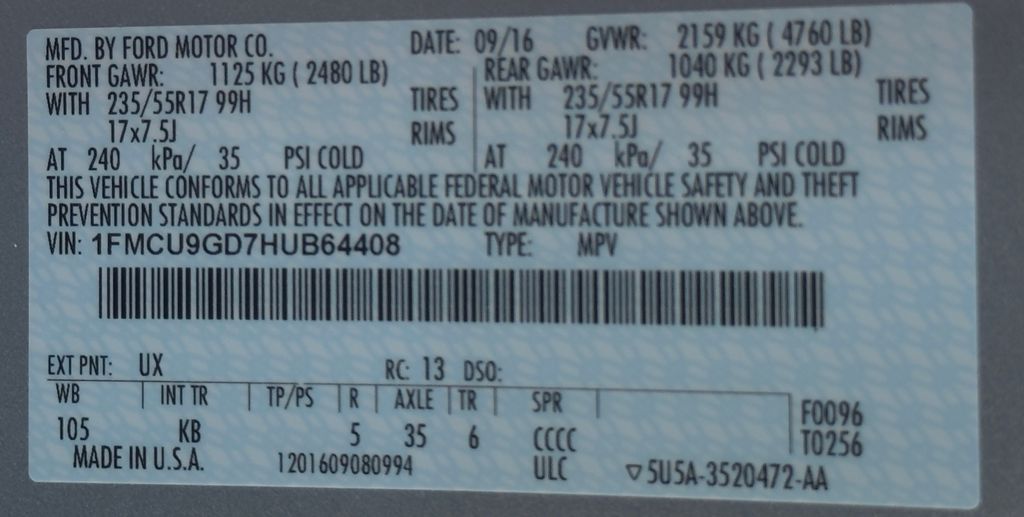 MFD. BY FORD MOTOR CO. DATE: 09/16 GVWR: 2159 KG ( 4760 LB)
FRONT GAWR: 1125 KG ( 2480 LB) REAR GAWR: 1040 KG ( 2293 LB)
WITH 235/55R17 99H TIRES WITH 235/55R17 99H TIRES
17x7.5J RIMS 17x7.5J RIMS
AT 240 kPa/ 35 PSI COLD AT 240 kPa/ 35 PSI COLD
THIS VEHICLE CONFORMS TO ALL APPLICABLE FEDERAL MOTOR VEHICLE SAFETY AND THEFT
PREVENTION STANDARDS IN EFFECT ON THE DATE OF MANUFACTURE SHOWN ABOVE.
VIN: 1FMCU9GD7HUB64408 TYPE: MPV
EXT PNT: UX RC: 13 DSO:
WB INT TR TP/PS R AXLE TR SPR F0096
105 KB 5 35 6 CCCC T0256
MADE IN U.S.A. 1201609080994 ULC ▽5U5A-3520472-AA